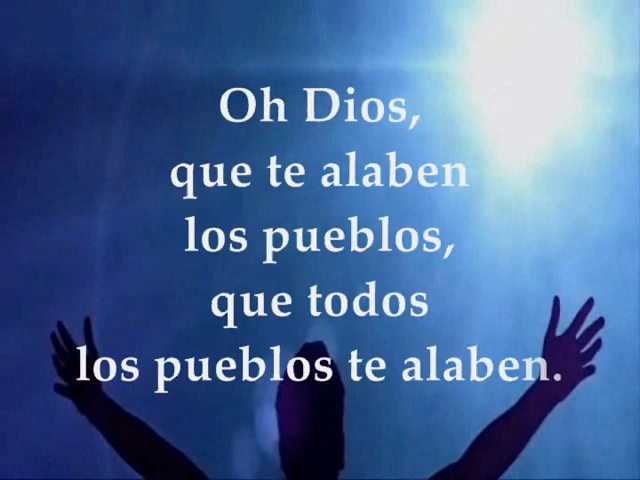 Oh Dios,
que te alaben
los pueblos,
que todos
los pueblos te alaben.